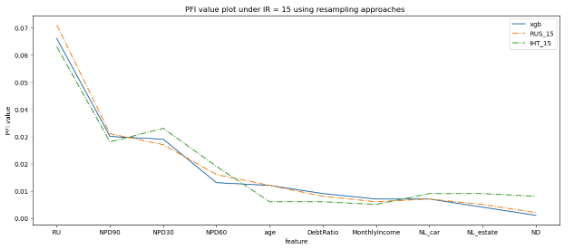 PFI value plot under IR = 15 using resampling approaches
xgb
RUS_15
IHT_15
PFI value
0.07
0.06
0.05
0.04
0.03
0.02
0.01
0.00
RU NPD90 NPD30 NPD60 age DebtRatio MonthlyIncome NL_car NL_estate ND
feature